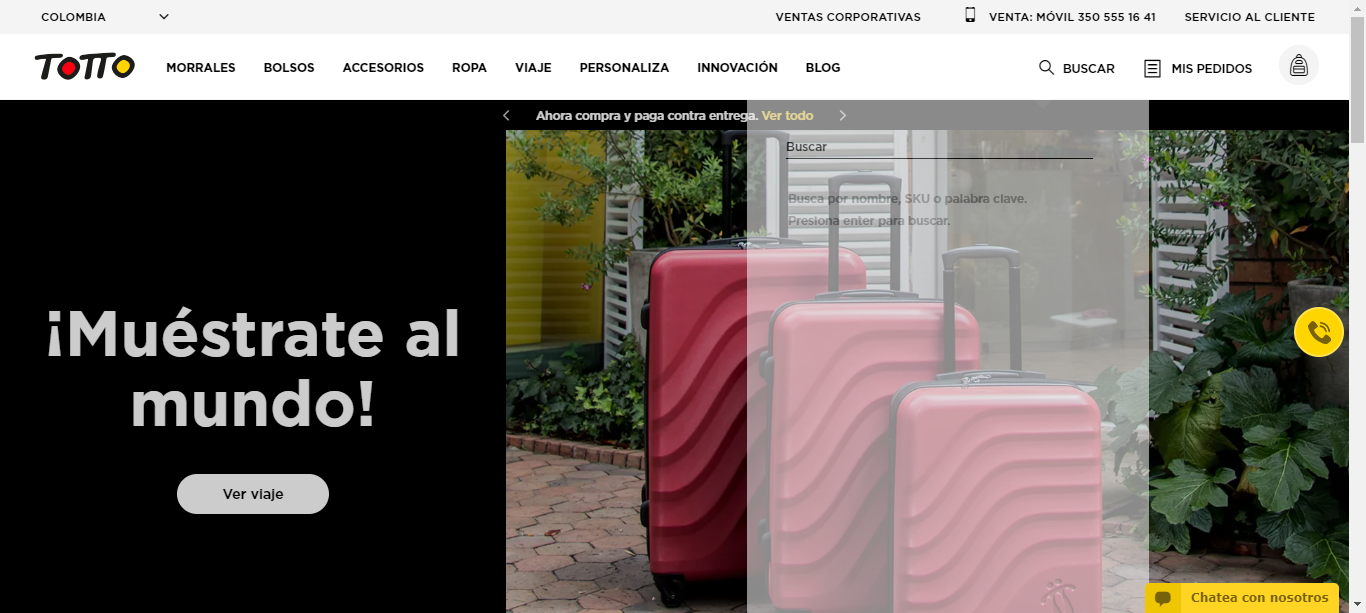 COLOMBIA
VENTAS CORPORATIVAS
VENTA: MÓVIL 350 555 16 41
SERVICIO AL CLIENTE
TOTTO
MORRALES
BOLSOS
ACCESORIOS
ROPA
VIAJE
PERSONALIZA
INNOVACIÓN
BLOG
BUSCAR
MIS PEDIDOS
Ahora compra y paga contra entrega. Ver todo
Buscar
Busca por nombre, SKU o palabra clave.
Presiona enter para buscar.
¡Muéstrate al
mundo!
Ver viaje
Chatea con nosotros